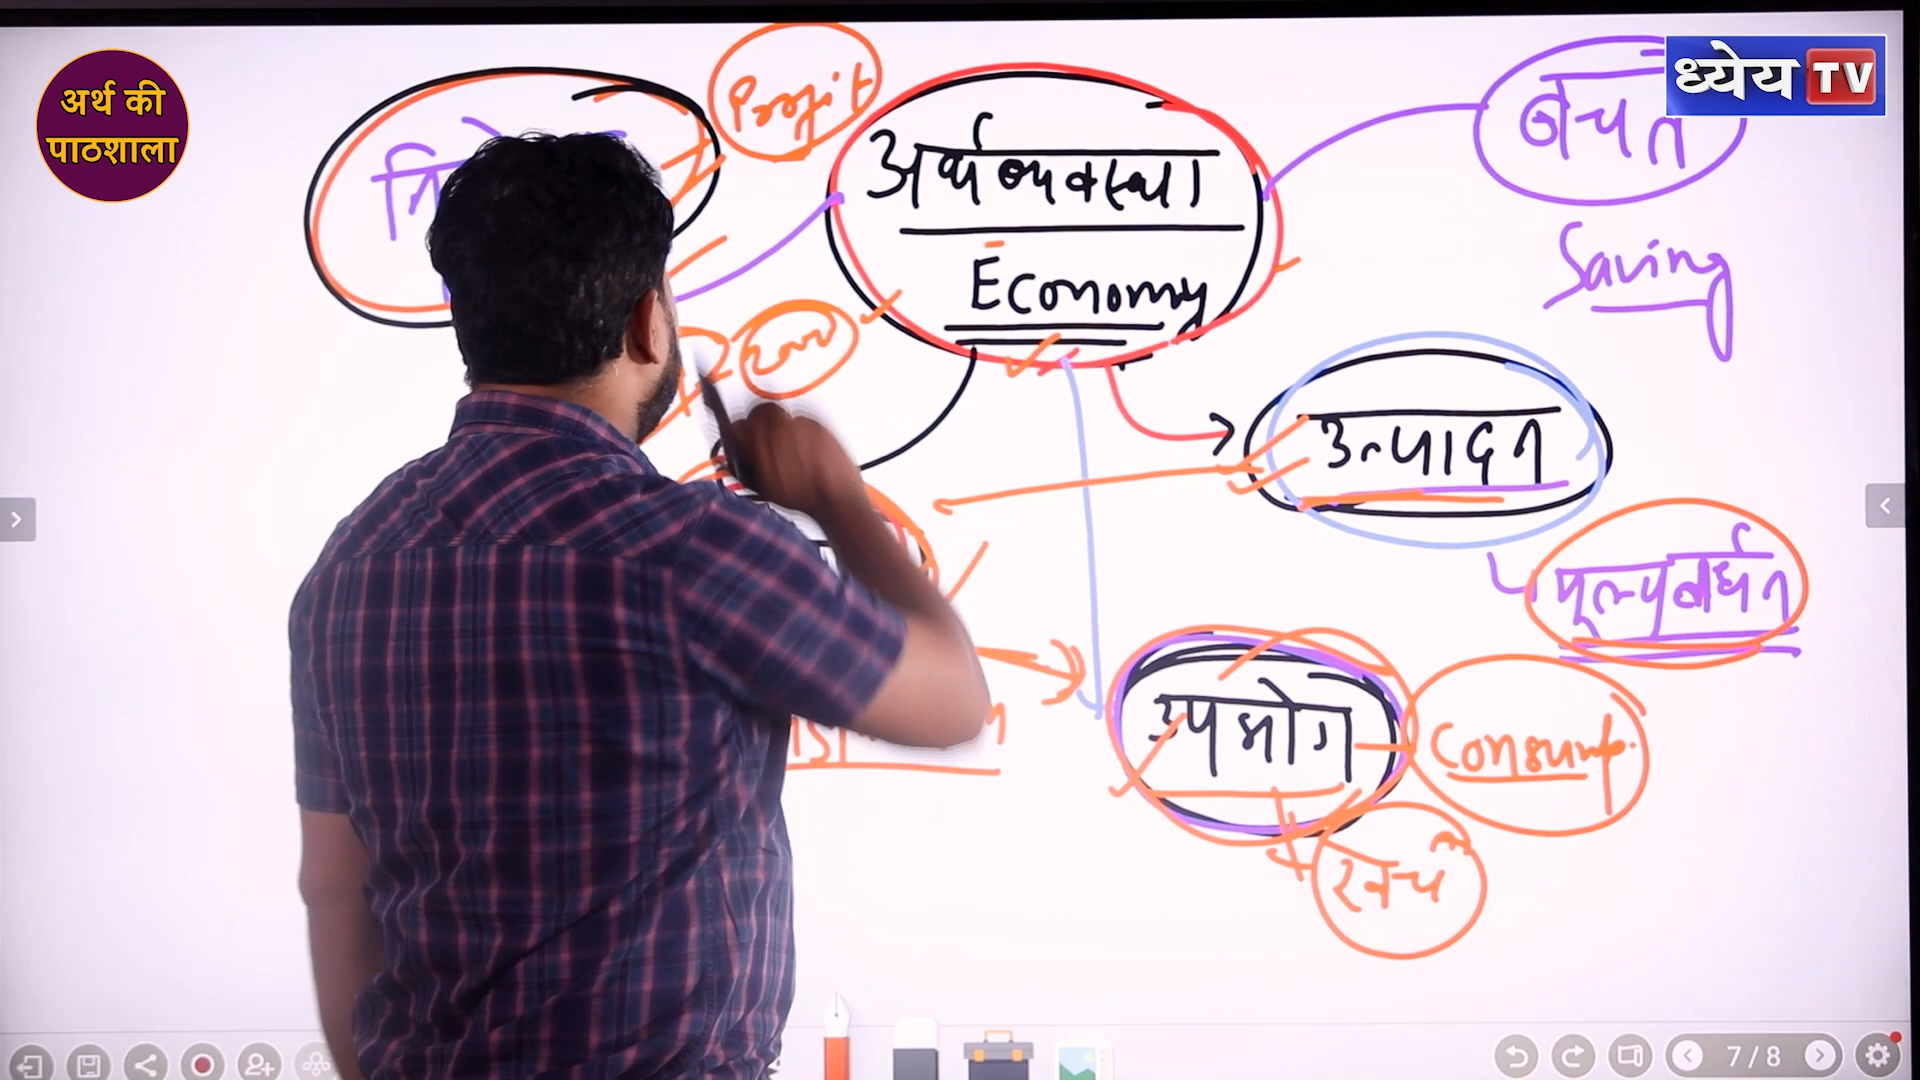 अर्थ की
पाठशाला
Profit
अर्थव्यवस्था
Economy
बचत
ध्येय TV
Saving
उत्पादन
मूल्यवर्धन
उपभोग
Consump.
खर्च
7/8